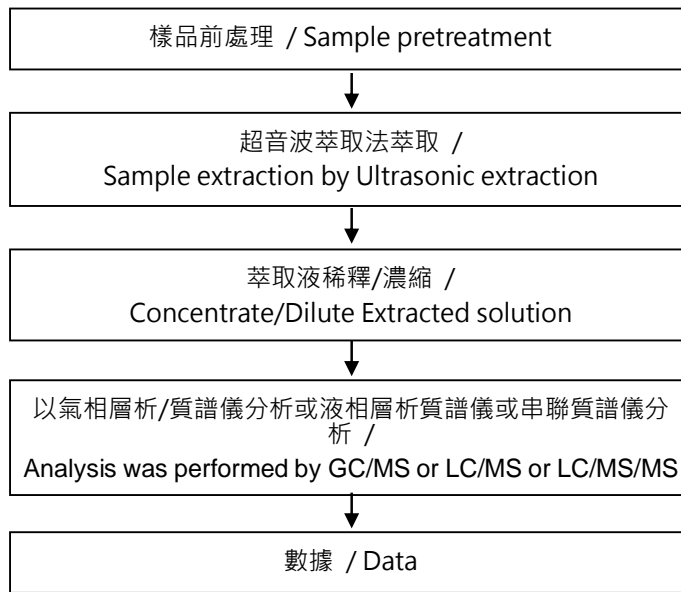 樣品前處理 / Sample pretreatment
超音波萃取法萃取 /
Sample extraction by Ultrasonic extraction
萃取液稀釋/濃縮 /
Concentrate/Dilute Extracted solution
以氣相層析/質譜儀分析或液相層析質譜儀或串聯質譜儀分
析 /
Analysis was performed by GC/MS or LC/MS or LC/MS/MS
數據 / Data